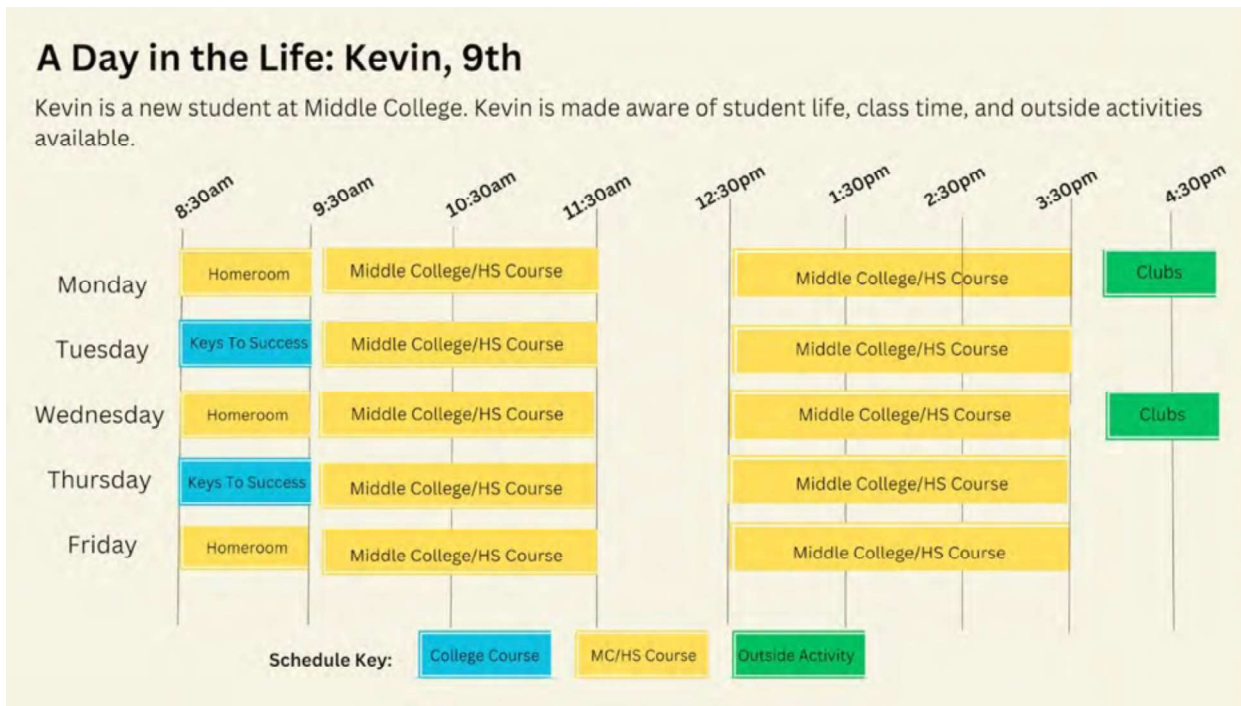 A Day in the Life: Kevin, 9th
Kevin is a new student at Middle College. Kevin is made aware of student life, class time, and outside activities
available.
8:30am 9:30am 10:30am 11:30am 12:30pm 1:30pm 2:30pm 3:30pm 4:30pm
Monday Homeroom Middle College/HS Course Middle College/HS Course Clubs
Tuesday Keys To Success Middle College/HS Course Middle College/HS Course
Wednesday Homeroom Middle College/HS Course Middle College/HS Course Clubs
Thursday Keys To Success Middle College/HS Course Middle College/HS Course
Friday Homeroom Middle College/HS Course Middle College/HS Course
Schedule Key: College Course MC/HS Course Outside Activity